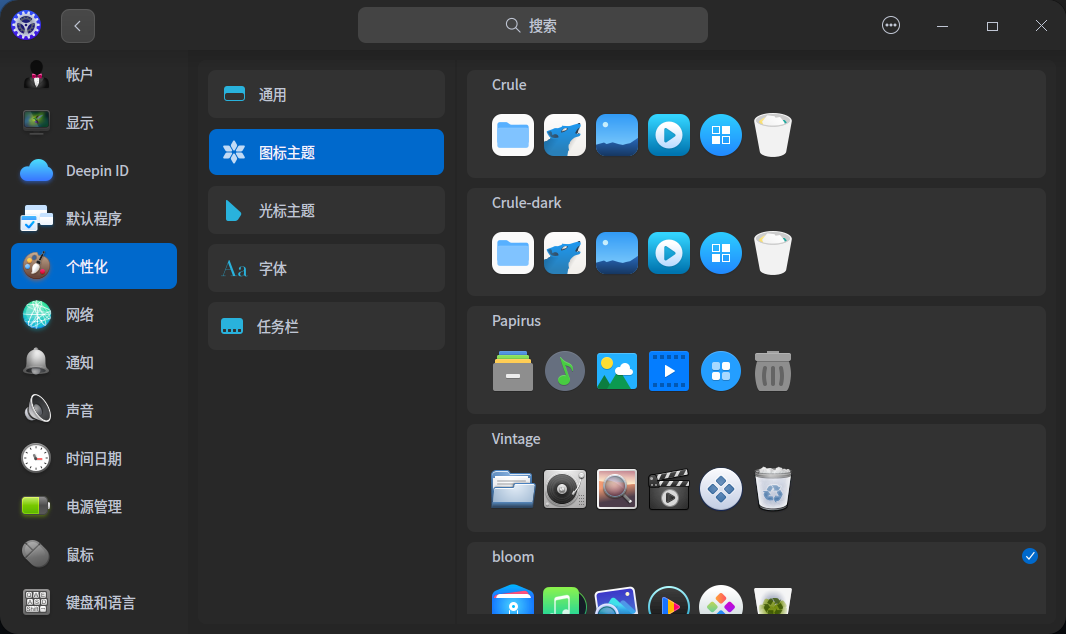 搜索
帐户
显示
Deepin ID
默认程序
个性化
网络
通知
声音
时间日期
电源管理
鼠标
键盘和语言
通用
图标主题
光标主题
Aa 字体
任务栏
Crule
Crule-dark
Papirus
Vintage
bloom